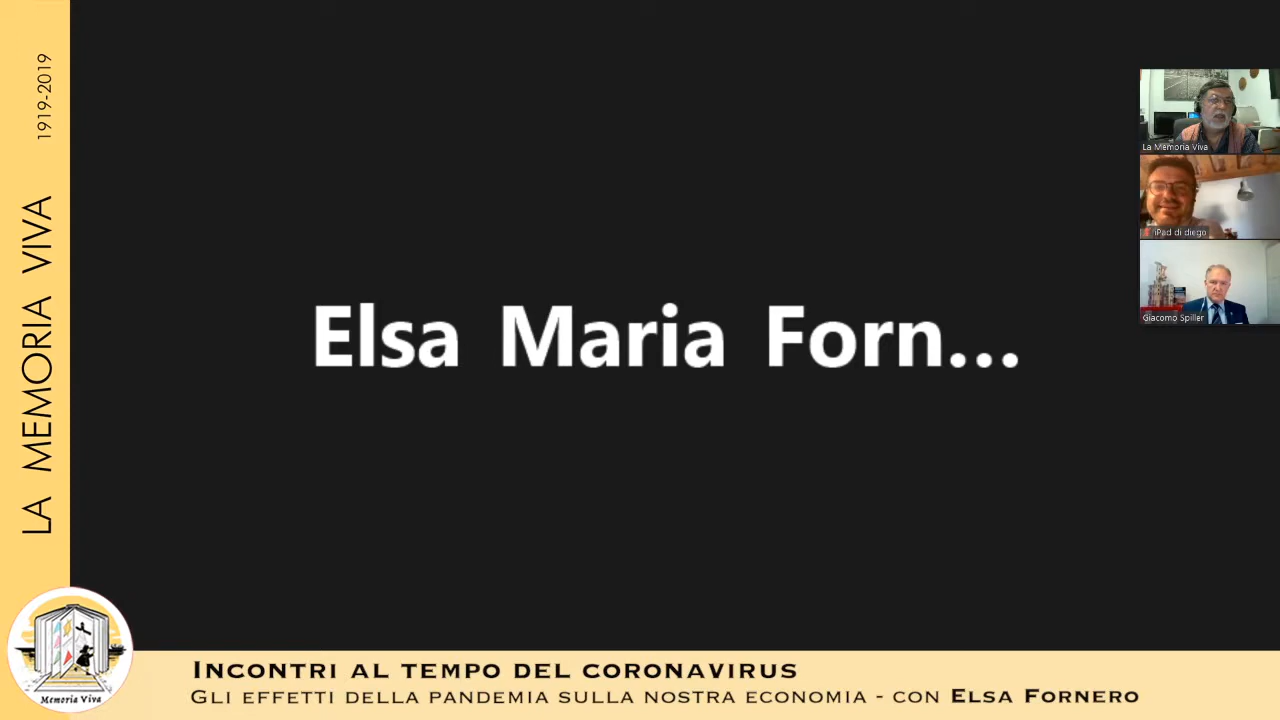 1919-2019
LA MEMORIA VIVA
Elsa Maria Forn...
La Memoria Viva
iPad di diego
Giacomo Spiller
Memoria Viva
INCONTRI AL TEMPO DEL CORONAVIRUS
GLI EFFETTI DELLA PANDEMIA SULLA NOSTRA ECONOMIA - CON ELSA FORNERO